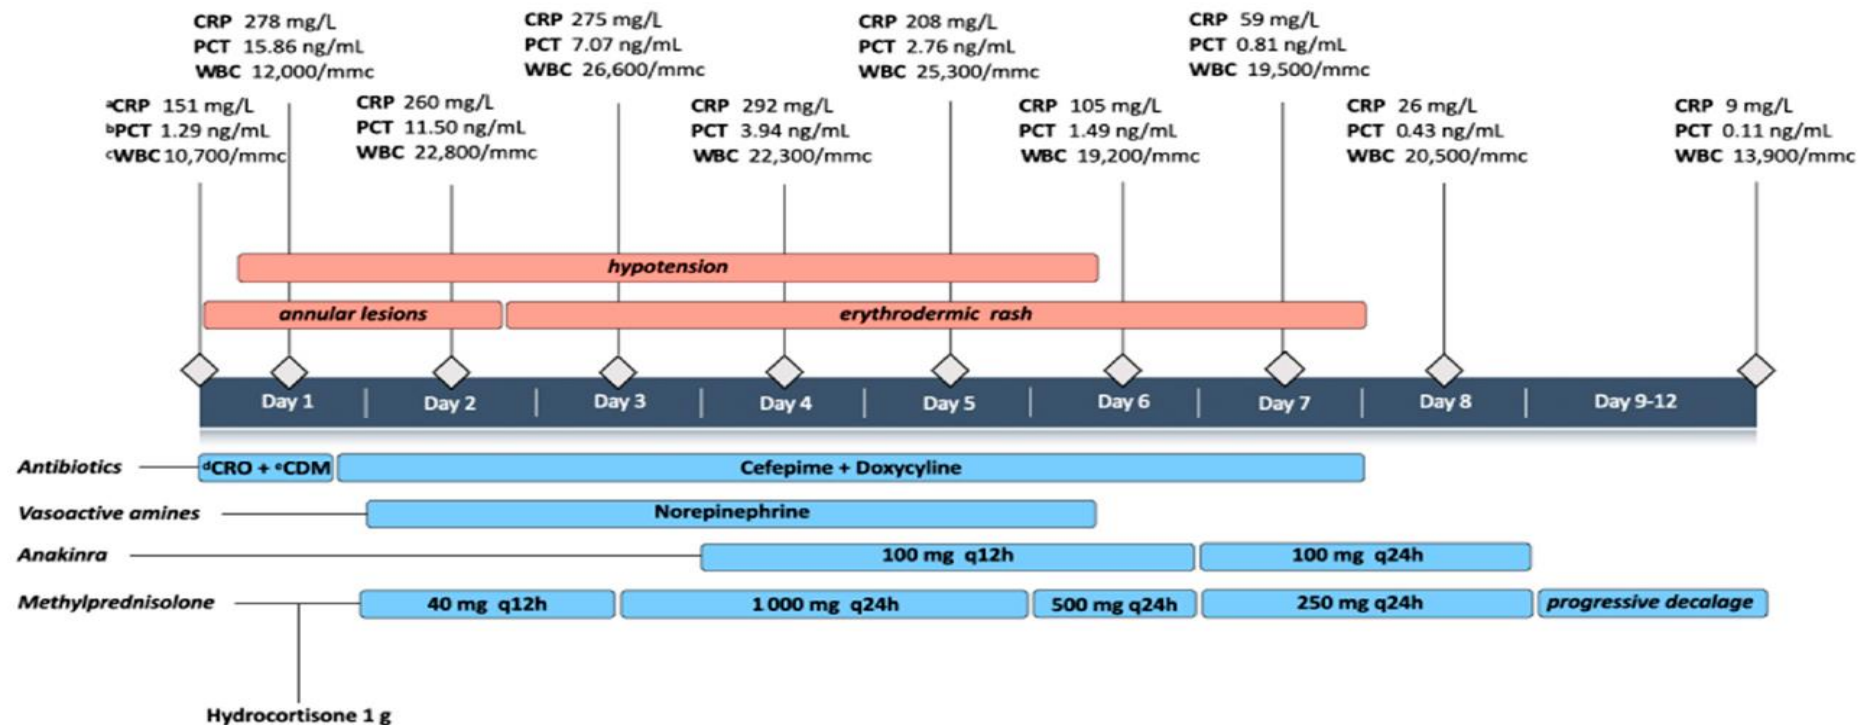 CRP 278 mg/L
PCT 15.86 ng/mL
WBC 12,000/mmc
CRP 275 mg/L
PCT 7.07 ng/mL
WBC 26,600/mmc
CRP 208 mg/L
PCT 2.76 ng/mL
WBC 25,300/mmc
CRP 59 mg/L
PCT 0.81 ng/mL
WBC 19,500/mmc
ᵃCRP 151 mg/L
ᵇPCT 1.29 ng/mL
ᶜWBC 10,700/mmc
CRP 260 mg/L
PCT 11.50 ng/mL
WBC 22,800/mmc
CRP 292 mg/L
PCT 3.94 ng/mL
WBC 22,300/mmc
CRP 105 mg/L
PCT 1.49 ng/mL
WBC 19,200/mmc
CRP 26 mg/L
PCT 0.43 ng/mL
WBC 20,500/mmc
CRP 9 mg/L
PCT 0.11 ng/mL
WBC 13,900/mmc
hypotension
annular lesions
erythrodermic rash
Day 1
Day 2
Day 3
Day 4
Day 5
Day 6
Day 7
Day 8
Day 9-12
Antibiotics
ᵈCRO + ᵉCDM
Cefepime + Doxycyline
Vasoactive amines
Norepinephrine
Anakinra
100 mg q12h
100 mg q24h
Methylprednisolone
40 mg q12h
1000 mg q24h
500 mg q24h
250 mg q24h
progressive decalage
Hydrocortisone 1 g